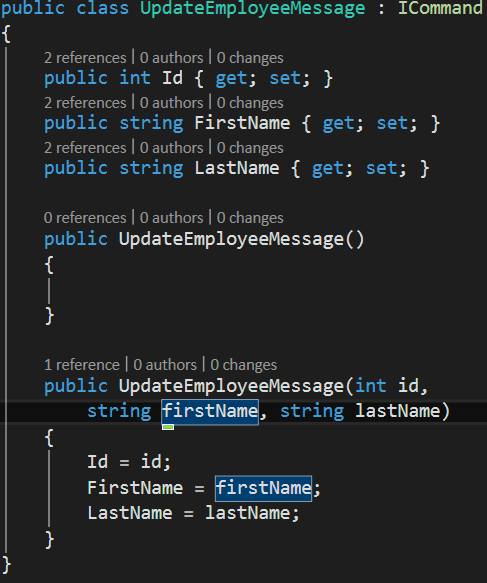 public class UpdateEmployeeMessage : ICommand
{
2 references | 0 authors | 0 changes
public int Id { get; set; }
2 references | 0 authors | 0 changes
public string FirstName { get; set; }
2 references | 0 authors | 0 changes
public string LastName { get; set; }
0 references | 0 authors | 0 changes
public UpdateEmployeeMessage()
{
}
1 reference | 0 authors | 0 changes
public UpdateEmployeeMessage(int id,
string firstName, string lastName)
{
Id = id;
FirstName = firstName;
LastName = lastName;
}
}